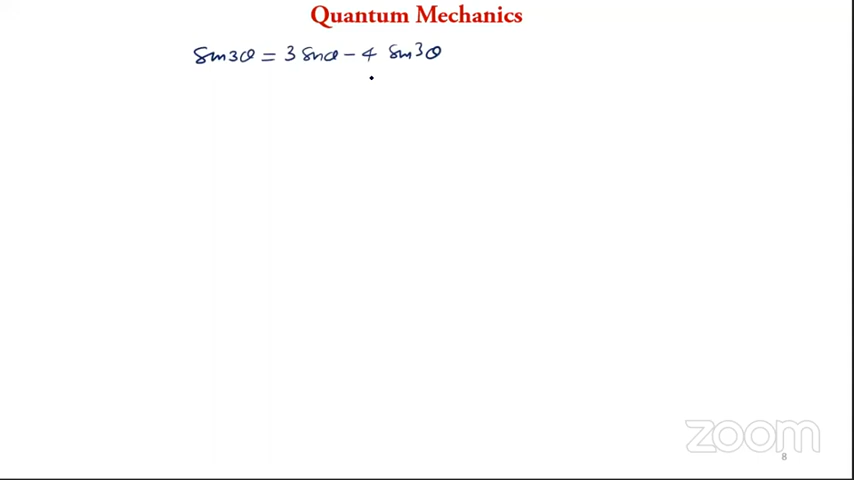 Quantum Mechanics
sin3θ = 3 sinθ - 4 sin³θ
zoom
8